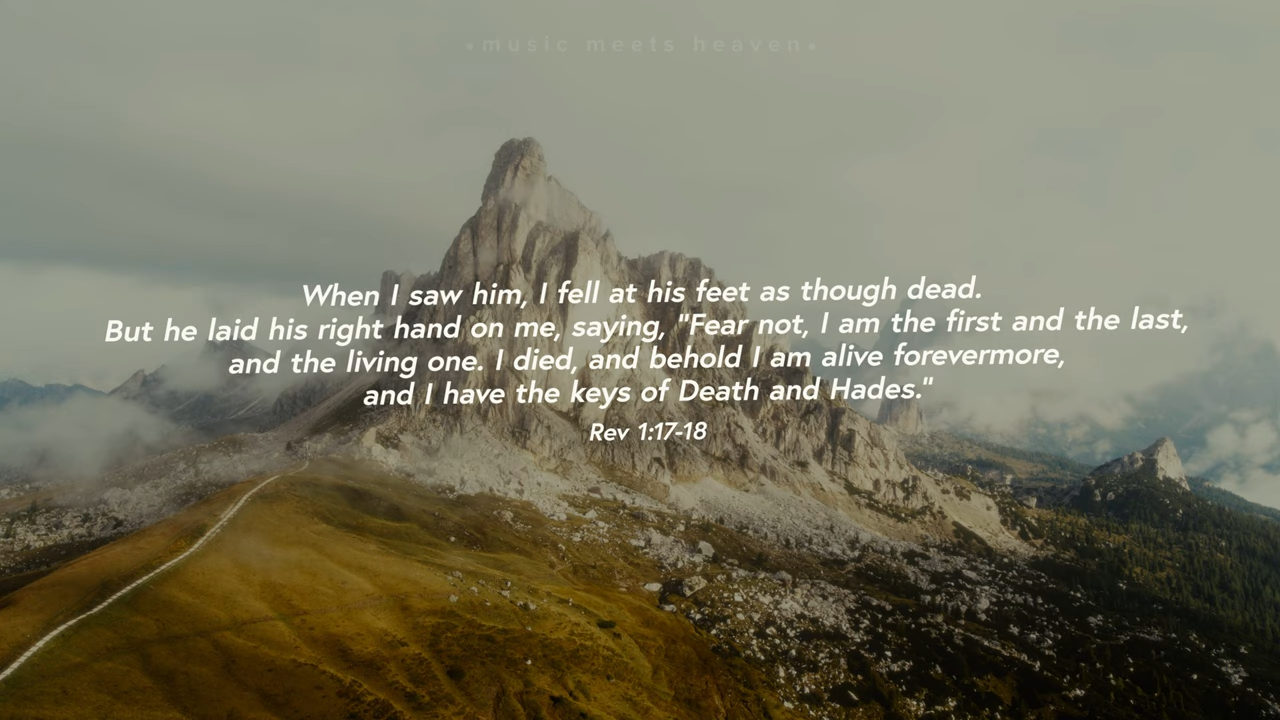 •music meets heaven•
When I saw him, I fell at his feet as though dead.
But he laid his right hand on me, saying, "Fear not, I am the first and the last,
and the living one. I died, and behold I am alive forevermore,
and I have the keys of Death and Hades."
Rev 1:17-18